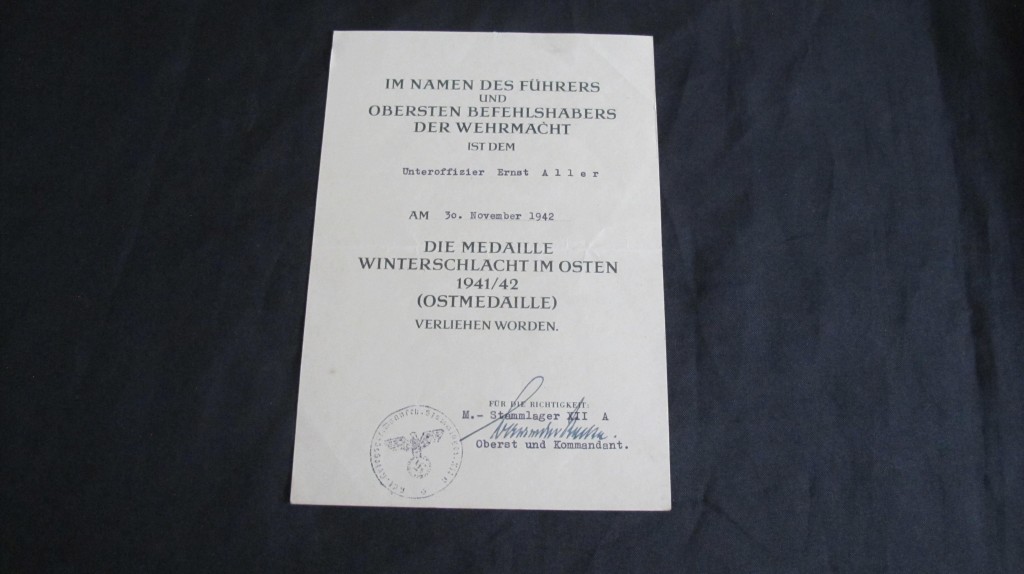 IM NAMEN DES FÜHRERS
UND
OBERSTEN BEFEHLSHABERS
DER WEHRMACHT
IST DEM
Unteroffizier Ernst A l l e r
AM 30. November 1942
DIE MEDAILLE
WINTERSCHLACHT IM OSTEN
1941/42
(OSTMEDAILLE)
VERLIEHEN WORDEN.
FÜR DIE RICHTIGKEIT:
M.- Stammlager XII A
Oberst und Kommandant.